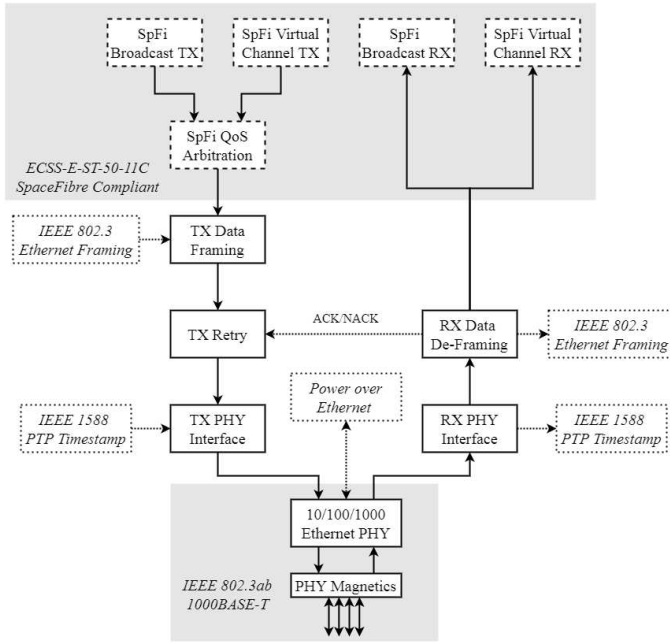 SpFi
Broadcast TX
SpFi Virtual
Channel TX
SpFi
Broadcast RX
SpFi Virtual
Channel RX
SpFi QoS
Arbitration
ECSS-E-ST-50-11C
SpaceFibre Compliant
IEEE 802.3
Ethernet Framing
TX Data
Framing
TX Retry
ACK/NACK
RX Data
De-Framing
IEEE 802.3
Ethernet Framing
Power over
Ethernet
IEEE 1588
PTP Timestamp
TX PHY
Interface
RX PHY
Interface
IEEE 1588
PTP Timestamp
10/100/1000
Ethernet PHY
IEEE 802.3ab
1000BASE-T
PHY Magnetics